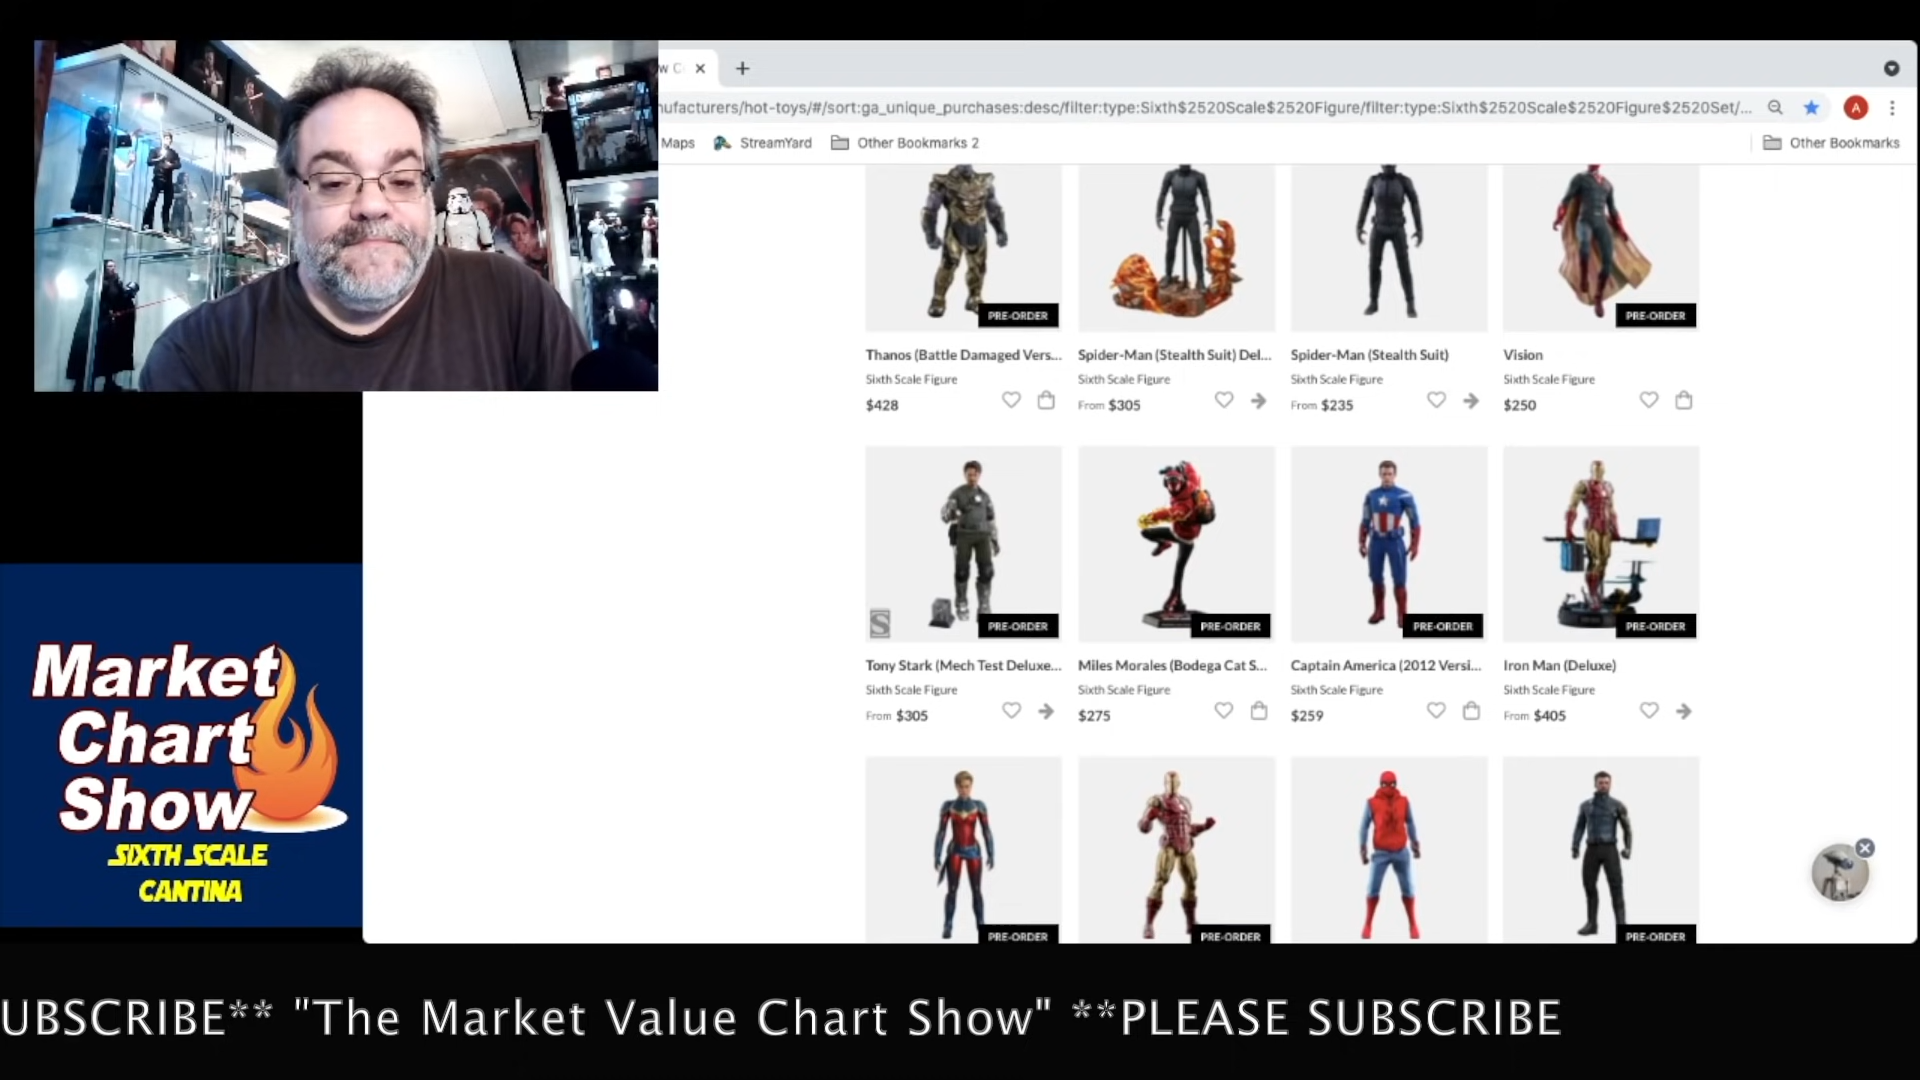 w C
nufacturers/hot-toys/#/sort:ga_unique_purchases:desc/filter:type:Sixth$2520Scale$2520Figure/filter:type:Sixth$2520Scale$2520Figure$2520Set/...
A
Maps StreamYard Other Bookmarks 2 Other Bookmarks
PRE-ORDER PRE-ORDER
Thanos (Battle Damaged Vers... Spider-Man (Stealth Suit) Del... Spider-Man (Stealth Suit) Vision
Sixth Scale Figure Sixth Scale Figure Sixth Scale Figure Sixth Scale Figure
$428 From $305 From $235 $250
S PRE-ORDER PRE-ORDER PRE-ORDER PRE-ORDER
Tony Stark (Mech Test Deluxe... Miles Morales (Bodega Cat S... Captain America (2012 Versi... Iron Man (Deluxe)
Sixth Scale Figure Sixth Scale Figure Sixth Scale Figure Sixth Scale Figure
From $305 $275 $259 From $405
PRE-ORDER PRE-ORDER PRE-ORDER
Market
Chart
Show
SIXTH SCALE
CANTINA
UBSCRIBE** "The Market Value Chart Show" **PLEASE SUBSCRIBE